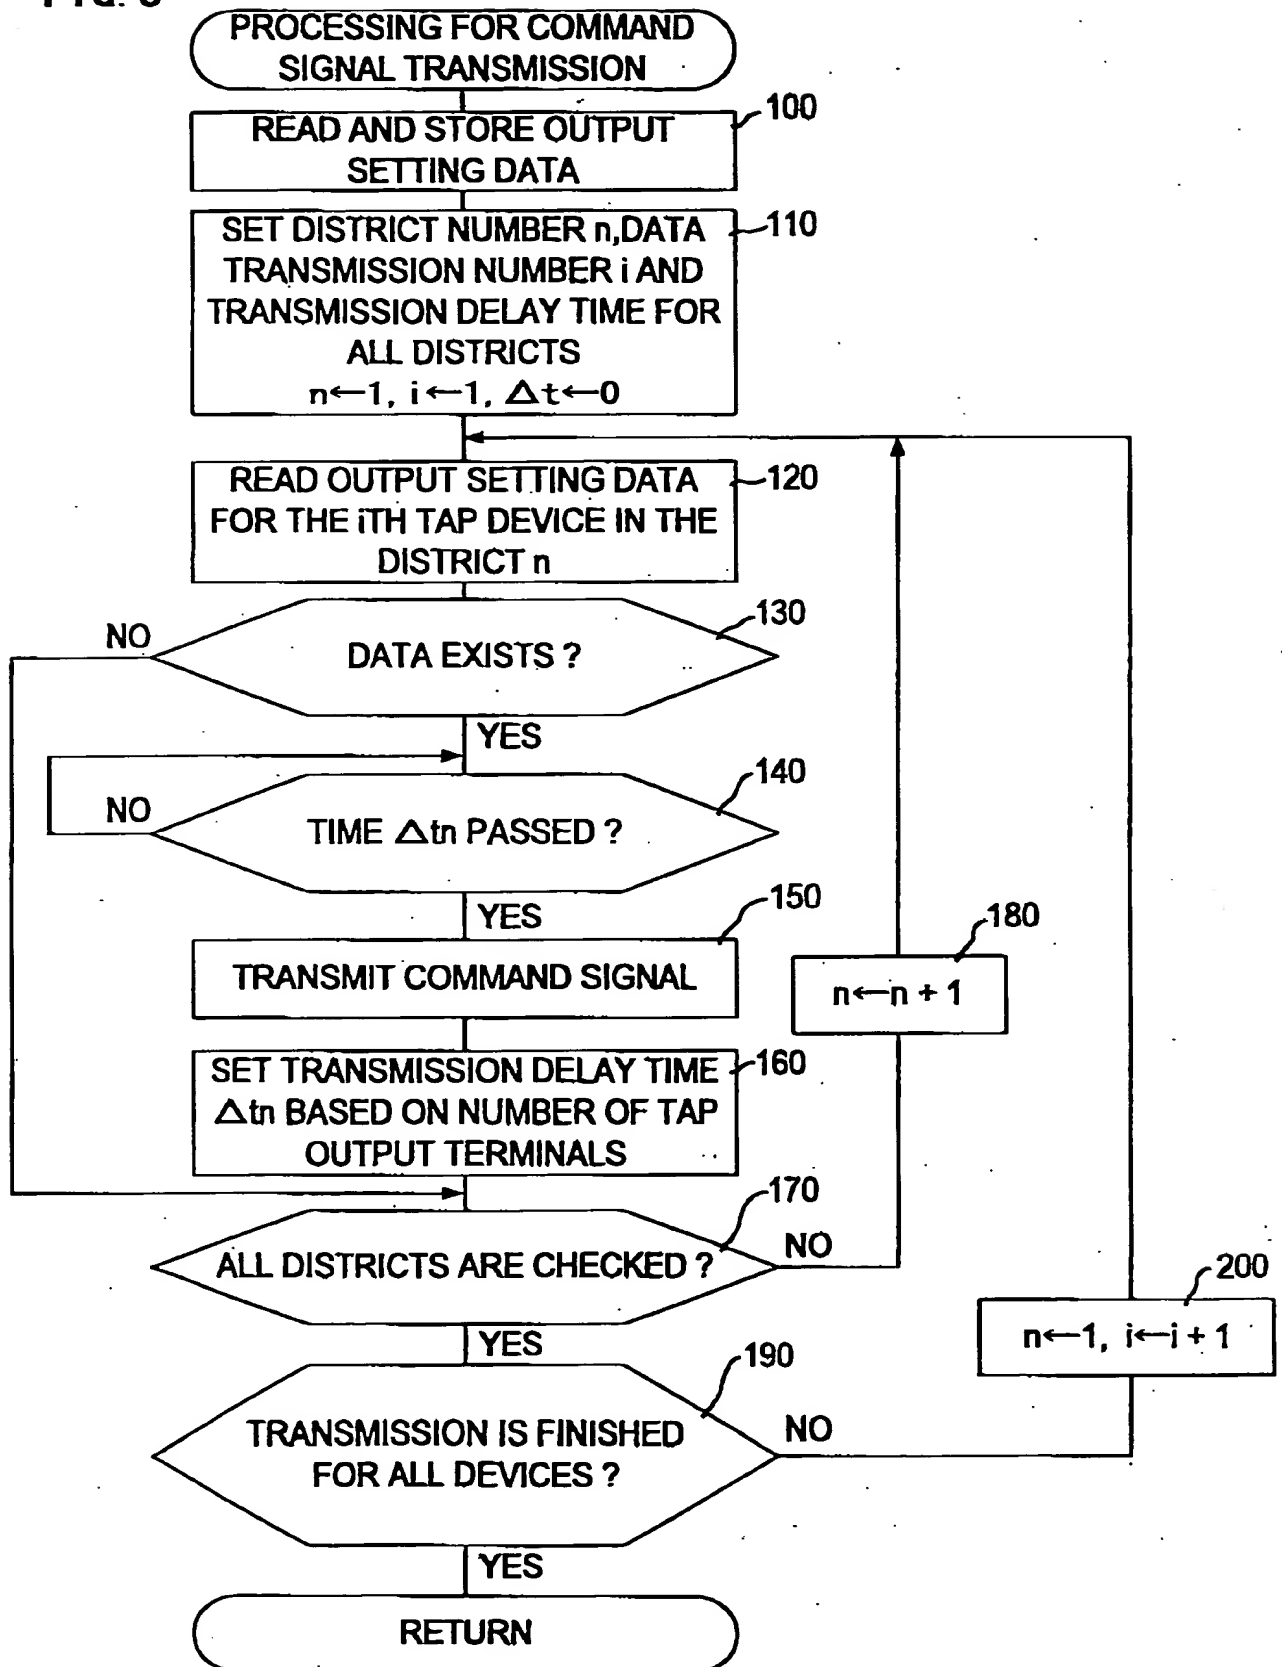 PROCESSING FOR COMMAND
SIGNAL TRANSMISSION
100
READ AND STORE OUTPUT
SETTING DATA
110
SET DISTRICT NUMBER n,DATA
TRANSMISSION NUMBER i AND
TRANSMISSION DELAY TIME FOR
ALL DISTRICTS
n←1, i←1, △t←0
120
READ OUTPUT SETTING DATA
FOR THE iTH TAP DEVICE IN THE
DISTRICT n
130
NO
DATA EXISTS ?
YES
140
NO
TIME △tn PASSED ?
YES
150
TRANSMIT COMMAND SIGNAL
180
n←n + 1
160
SET TRANSMISSION DELAY TIME
△tn BASED ON NUMBER OF TAP
OUTPUT TERMINALS
170
ALL DISTRICTS ARE CHECKED ?
NO
YES
200
n←1, i←i + 1
190
TRANSMISSION IS FINISHED
FOR ALL DEVICES ?
NO
YES
RETURN